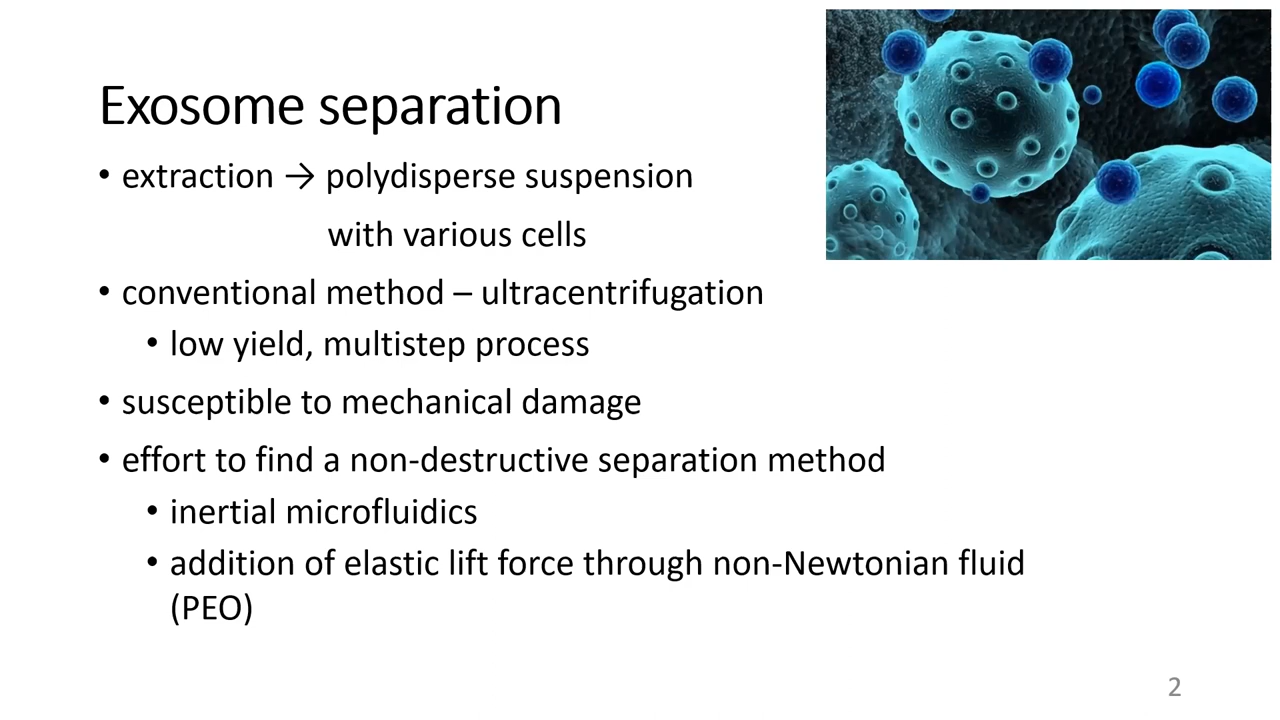 Exosome separation
• extraction → polydisperse suspension
with various cells
• conventional method – ultracentrifugation
• low yield, multistep process
• susceptible to mechanical damage
• effort to find a non-destructive separation method
• inertial microfluidics
• addition of elastic lift force through non-Newtonian fluid
(PEO)
2